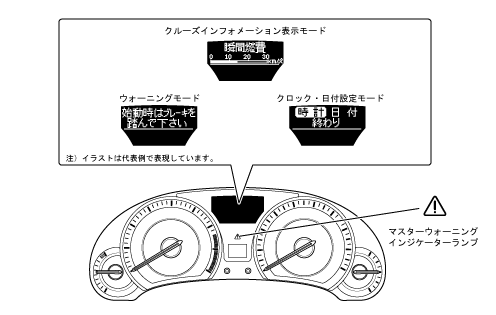 クルーズインフォメーション表示モード
瞬間燃費
0 10 20 30
km/ℓ
ウォーニングモード
始動時はブレーキを
踏んで下さい
クロック・日付設定モード
時計 日付
終わり
注）イラストは代表例で表現しています。
マスターウォーニング
インジケーターランプ